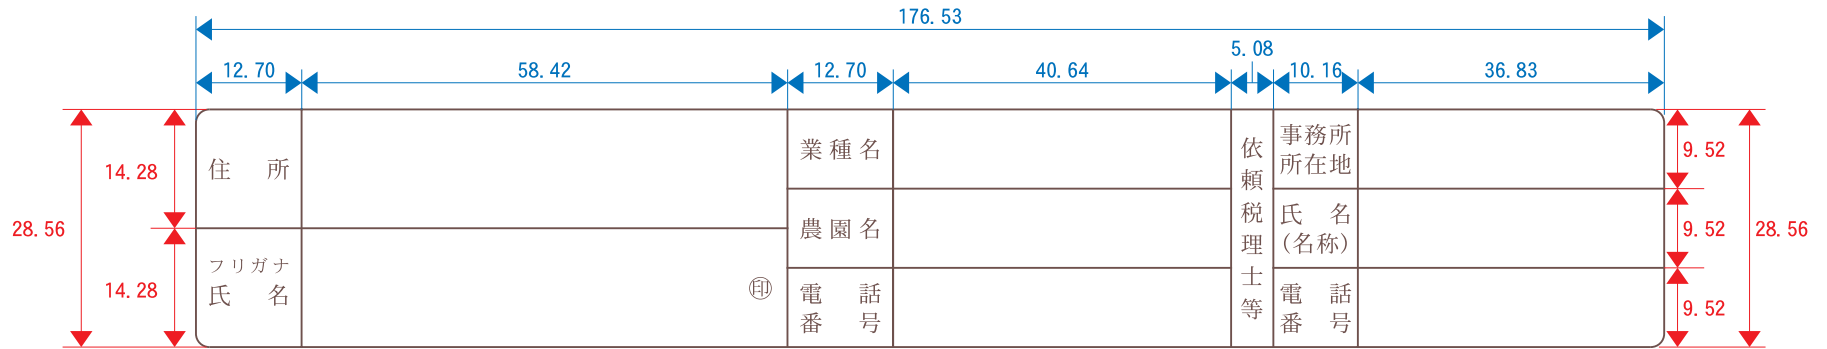 176.53
5.08
12.70
58.42
12.70
40.64
10.16
36.83
28.56
14.28
14.28
住 所
フリガナ
氏 名
㊞
業種名
農園名
電 話
番 号
依頼税理士等
事務所
所在地
氏 名
(名称)
電 話
番 号
9.52
9.52
9.52
28.56